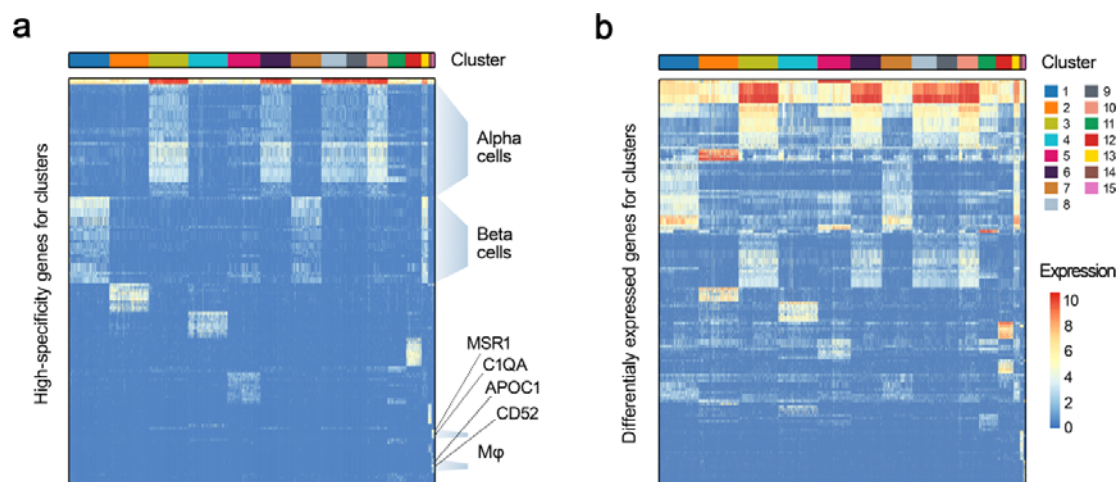 a
Cluster
High-specificity genes for clusters
Alpha
cells
Beta
cells
MSR1
C1QA
APOC1
CD52
Mφ
b
Differentialy expressed genes for clusters
Cluster
1
2
3
4
5
6
7
8
9
10
11
12
13
14
15
Expression
10
8
6
4
2
0